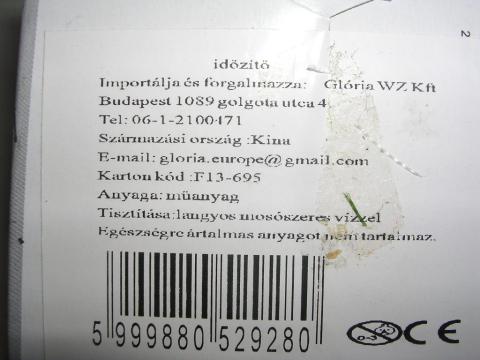 időzítő
Importálja és forgalmazza: Glória WZ Kft
Budapest 1089 golgota utca 4
Tel: 06-1-2100471
Származási ország :Kina
E-mail: gloria.europe@gmail.com
Karton kód :F13-695
Anyaga: müanyag
Tisztítása:langyos mosószeres vízzel
Egészségre ártalmas anyagot nem tartalmaz.
5 999880 529280
CE
2